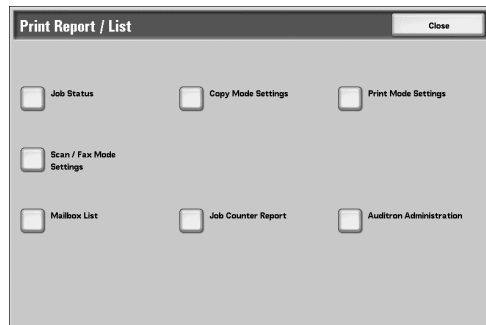 Print Report / List
Close
Job Status
Copy Mode Settings
Print Mode Settings
Scan / Fax Mode
Settings
Mailbox List
Job Counter Report
Auditron Administration